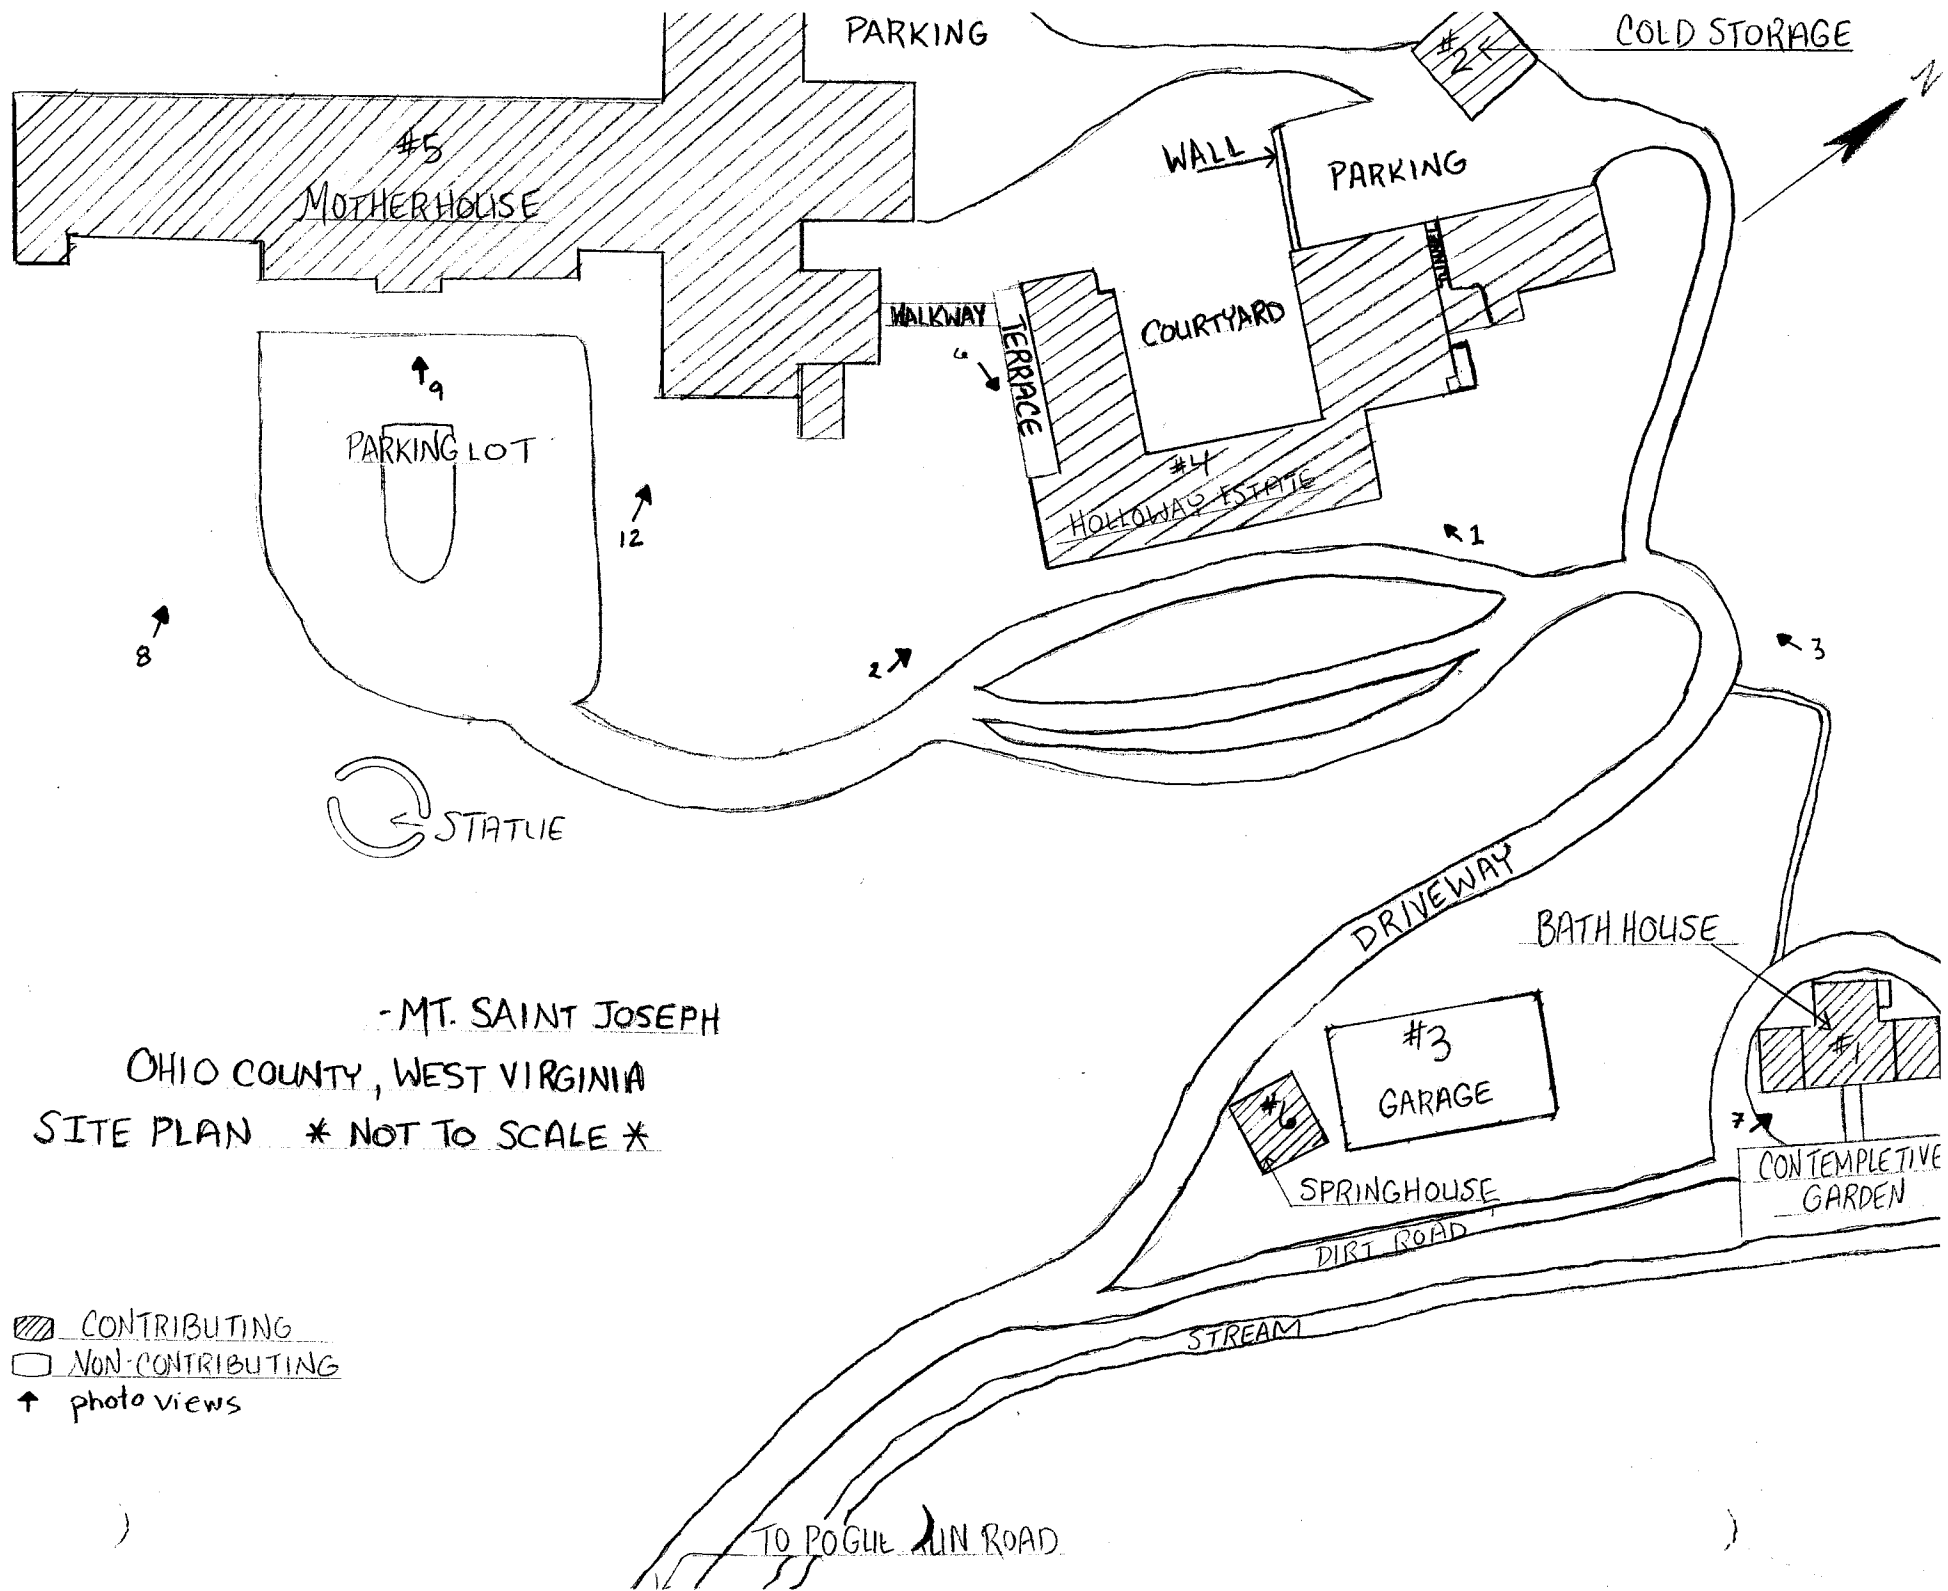 PARKING
COLD STORAGE
#2
N
#5
MOTHERHOUSE
WALL
PARKING
TUNNEL
WALKWAY
TERRACE
COURTYARD
6
9
PARKING LOT
#4
HOLLOWAY ESTATE
12
1
8
2
3
STATUE
DRIVEWAY
BATH HOUSE
-MT. SAINT JOSEPH
OHIO COUNTY, WEST VIRGINIA
SITE PLAN * NOT TO SCALE *
#3
GARAGE
#1
#6
7
SPRINGHOUSE
CONTEMPLETIVE
GARDEN
DIRT ROAD
STREAM
CONTRIBUTING
NON-CONTRIBUTING
photo views
TO POGUE RUN ROAD